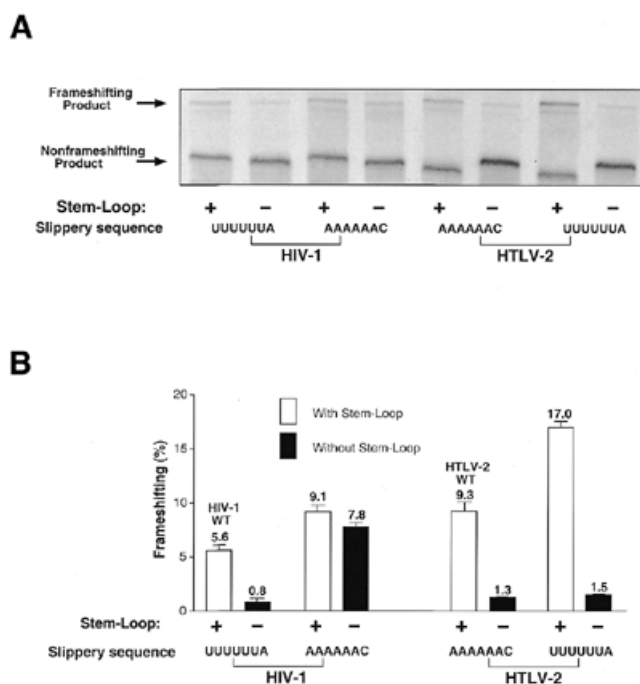 A
Frameshifting
Product
Nonframeshifting
Product
Stem-Loop: + − + − + − + −
Slippery sequence UUUUUUA AAAAAAC AAAAAAC UUUUUUA
HIV-1 HTLV-2
B
Frameshifting (%)
20
15
10
5
0
With Stem-Loop
Without Stem-Loop
HIV-1
WT
5.6
0.8
9.1
7.8
HTLV-2
WT
9.3
1.3
17.0
1.5
Stem-Loop: + − + − + − + −
Slippery sequence UUUUUUA AAAAAAC AAAAAAC UUUUUUA
HIV-1 HTLV-2